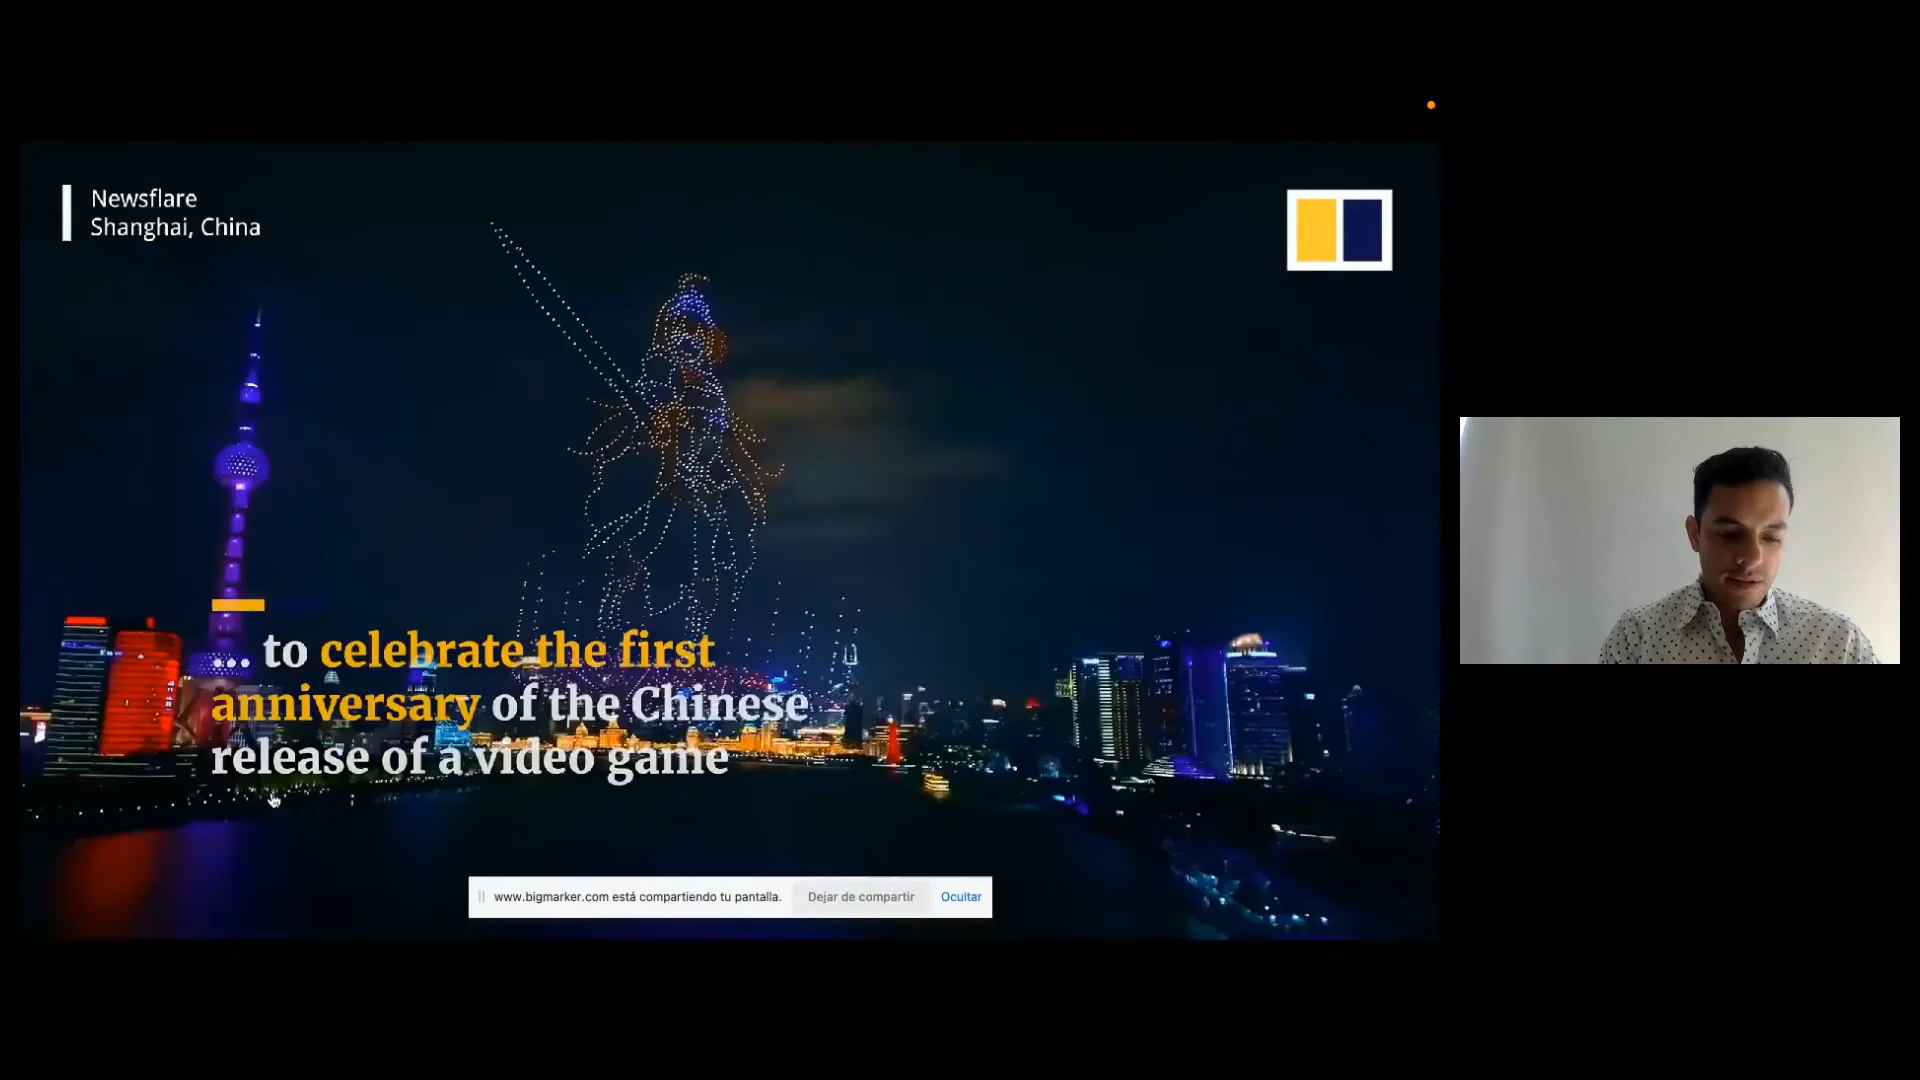 Newsflare
Shanghai, China
... to celebrate the first
anniversary of the Chinese
release of a video game
www.bigmarker.com está compartiendo tu pantalla.
Dejar de compartir
Ocultar